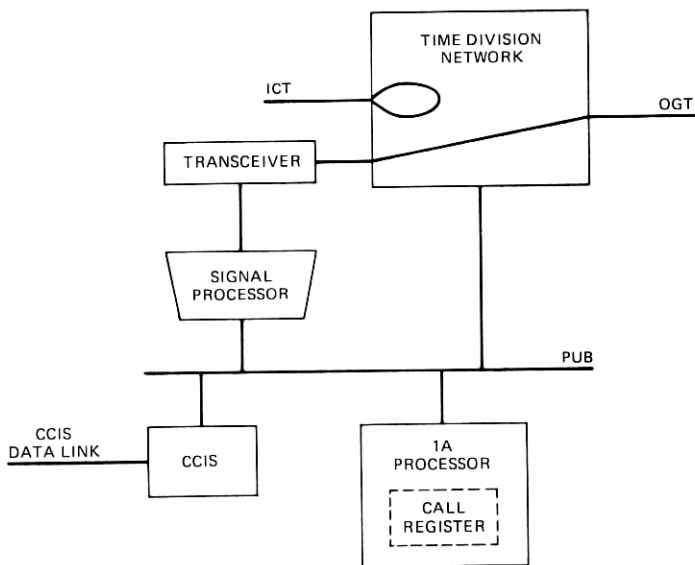 TIME DIVISION
NETWORK
ICT
OGT
TRANSCEIVER
SIGNAL
PROCESSOR
PUB
CCIS
DATA LINK
CCIS
1A
PROCESSOR
CALL
REGISTER